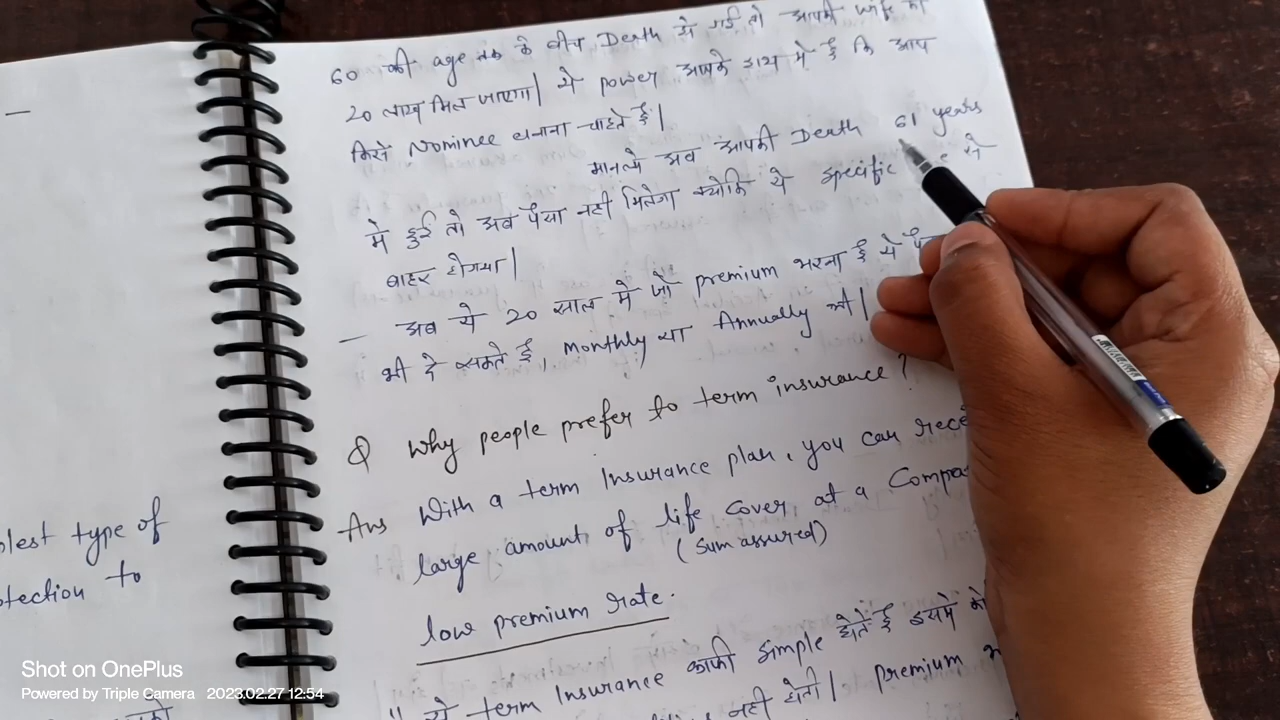 60 की age तक के बीच Death हो गई तो आपकी wife को
20 लाख मिल जाएगा| ये power आपके हाथ मे है कि आप
किसे Nominee बनाना चाहते है|
मानलो अब आपकी Death 61 years
मे हुई तो अब पैसा नही मिलेगा क्योकि ये specific से
बाहर होगया|
— अब ये 20 साल मे जो premium भरना है ये
भी दे सकते है, Monthly या Annually भी|
Q Why people prefer to term insurance?
Ans With a term Insurance plan, you can
large amount of life cover at a
(Sum assured)
low premium rate.
" ये term Insurance काफी simple होते है इसमे
नही होती| premium
—
plest type of
otection to
Shot on OnePlus
Powered by Triple Camera 2023.02.27 12:54